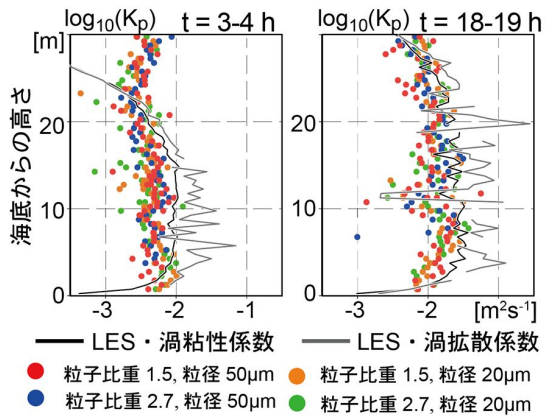 log10(Kp) t = 3-4 h
log10(Kp) t = 18-19 h
[m]
海底からの高さ
20
10
0
-3 -2 -1
20
10
0
-3 -2 [m²s⁻¹]
LES・渦粘性係数
LES・渦拡散係数
粒子比重 1.5, 粒径 50μm
粒子比重 1.5, 粒径 20μm
粒子比重 2.7, 粒径 50μm
粒子比重 2.7, 粒径 20μm